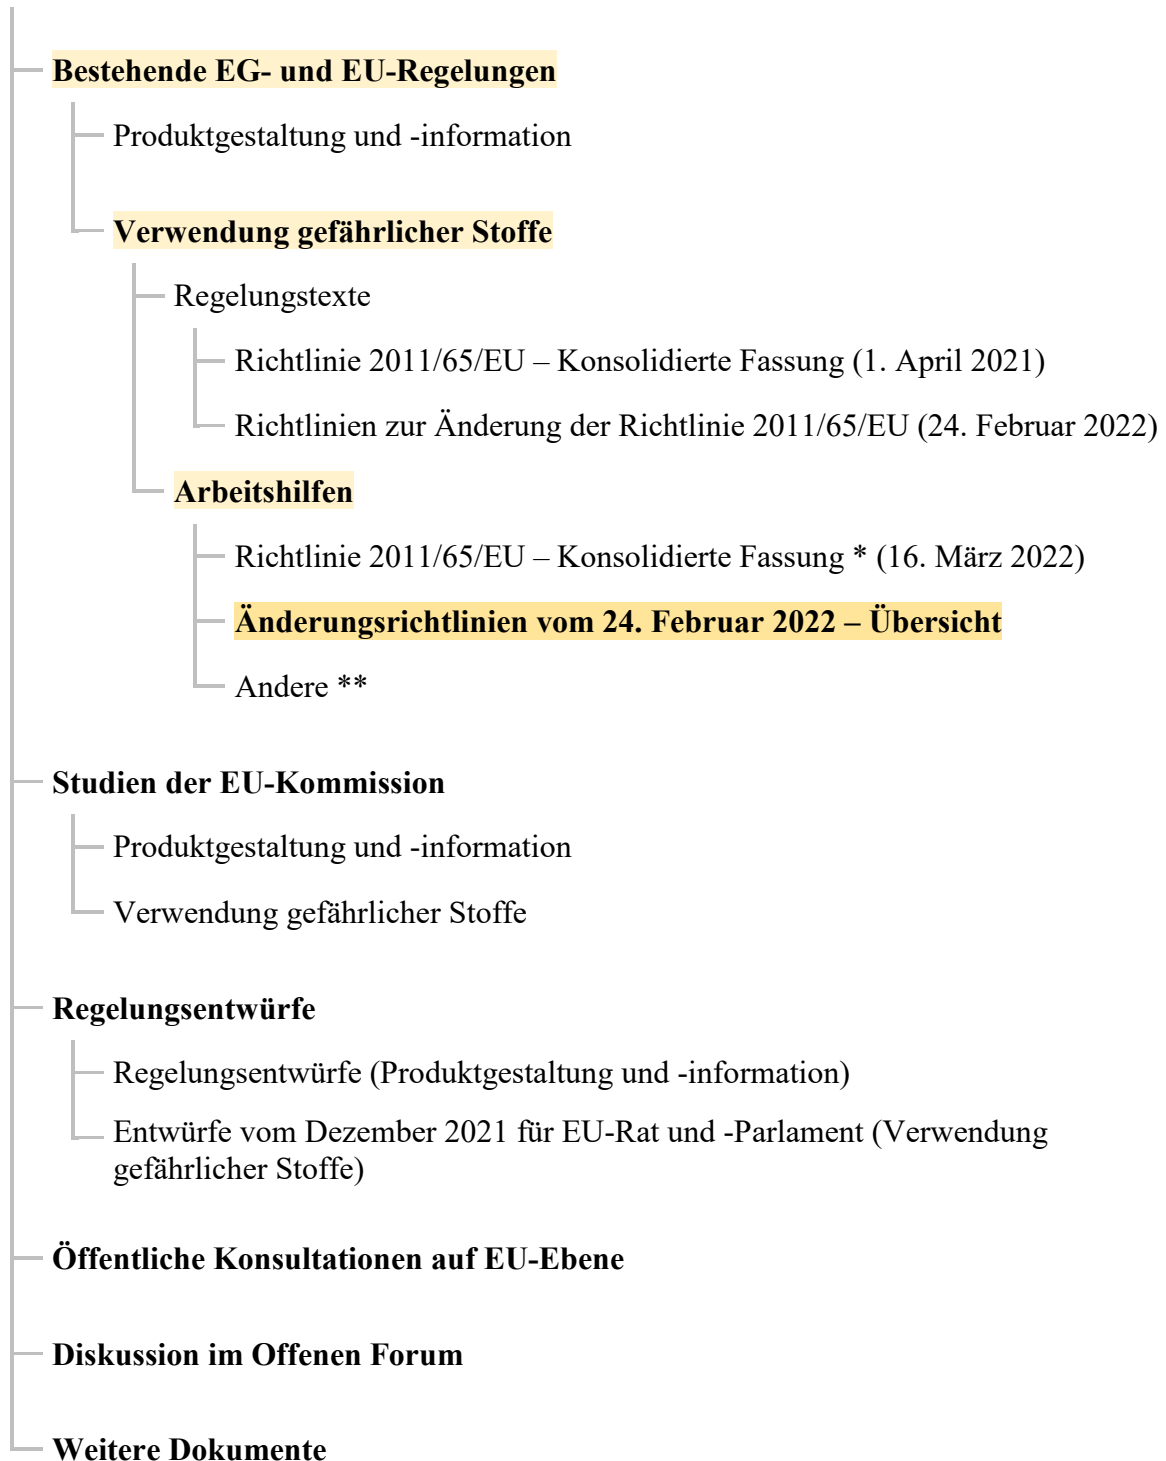 Bestehende EG- und EU-Regelungen
Produktgestaltung und -information
Verwendung gefährlicher Stoffe
Regelungstexte
Richtlinie 2011/65/EU – Konsolidierte Fassung (1. April 2021)
Richtlinien zur Änderung der Richtlinie 2011/65/EU (24. Februar 2022)
Arbeitshilfen
Richtlinie 2011/65/EU – Konsolidierte Fassung * (16. März 2022)
Änderungsrichtlinien vom 24. Februar 2022 – Übersicht
Andere **
Studien der EU-Kommission
Produktgestaltung und -information
Verwendung gefährlicher Stoffe
Regelungsentwürfe
Regelungsentwürfe (Produktgestaltung und -information)
Entwürfe vom Dezember 2021 für EU-Rat und -Parlament (Verwendung
gefährlicher Stoffe)
Öffentliche Konsultationen auf EU-Ebene
Diskussion im Offenen Forum
Weitere Dokumente